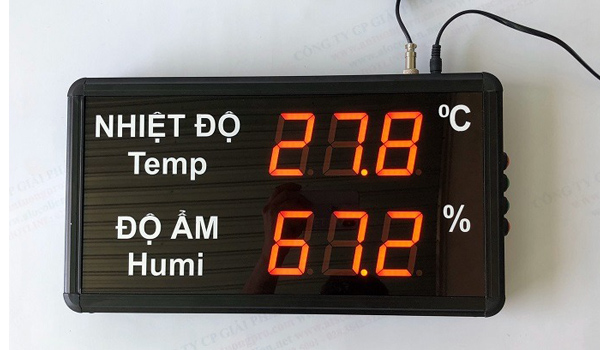 NHIỆT ĐỘ 27.8 ºC
Temp
ĐỘ ẨM 67.2 %
Humi